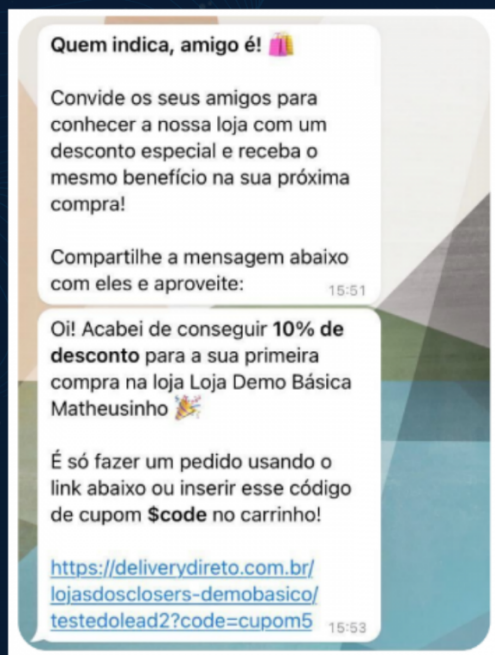 Quem indica, amigo é! 🛍️
Convide os seus amigos para
conhecer a nossa loja com um
desconto especial e receba o
mesmo benefício na sua próxima
compra!
Compartilhe a mensagem abaixo
com eles e aproveite:
15:51
Oi! Acabei de conseguir 10% de
desconto para a sua primeira
compra na loja Loja Demo Básica
Matheusinho 🎉
É só fazer um pedido usando o
link abaixo ou inserir esse código
de cupom $code no carrinho!
https://deliverydireto.com.br/
lojasdosclosers-demobasico/
testedolead2?code=cupom5
15:53